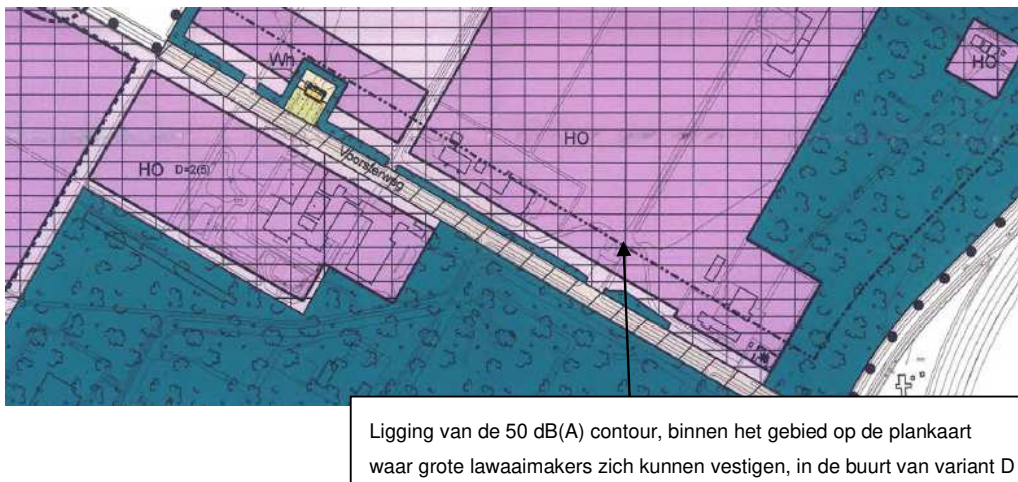 Wh
HO
HO
HO D=2(5)
Voorsterweg
Ligging van de 50 dB(A) contour, binnen het gebied op de plankaart
waar grote lawaaimakers zich kunnen vestigen, in de buurt van variant D